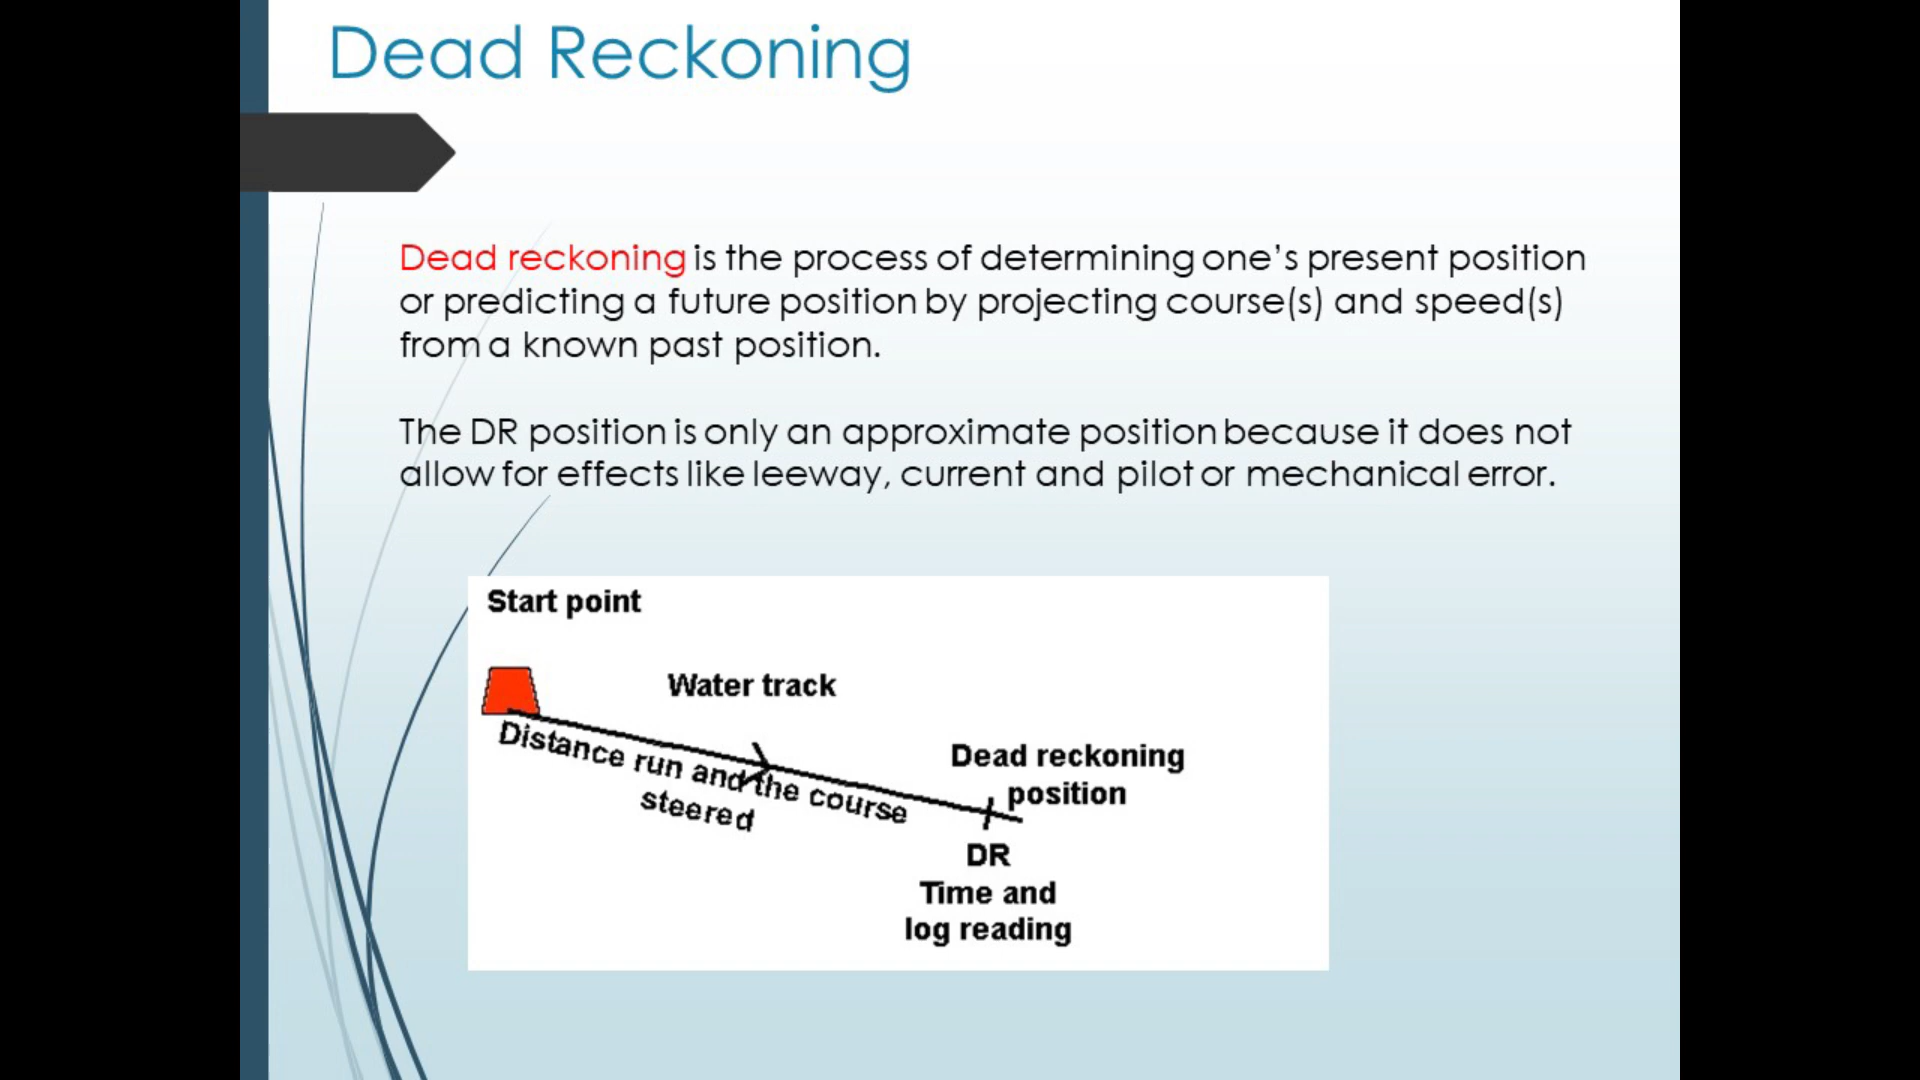 Dead Reckoning
Dead reckoning is the process of determining one's present position
or predicting a future position by projecting course(s) and speed(s)
from a known past position.
The DR position is only an approximate position because it does not
allow for effects like leeway, current and pilot or mechanical error.
Start point
Water track
Distance run and the course
steered
Dead reckoning
position
DR
Time and
log reading